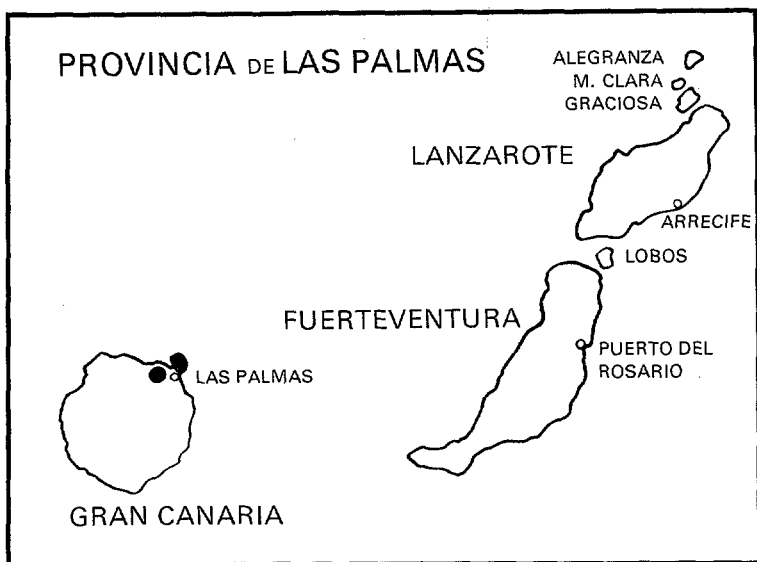 PROVINCIA DE LAS PALMAS
ALEGRANZA
M. CLARA
GRACIOSA
LANZAROTE
ARRECIFE
LOBOS
FUERTEVENTURA
PUERTO DEL
ROSARIO
LAS PALMAS
GRAN CANARIA